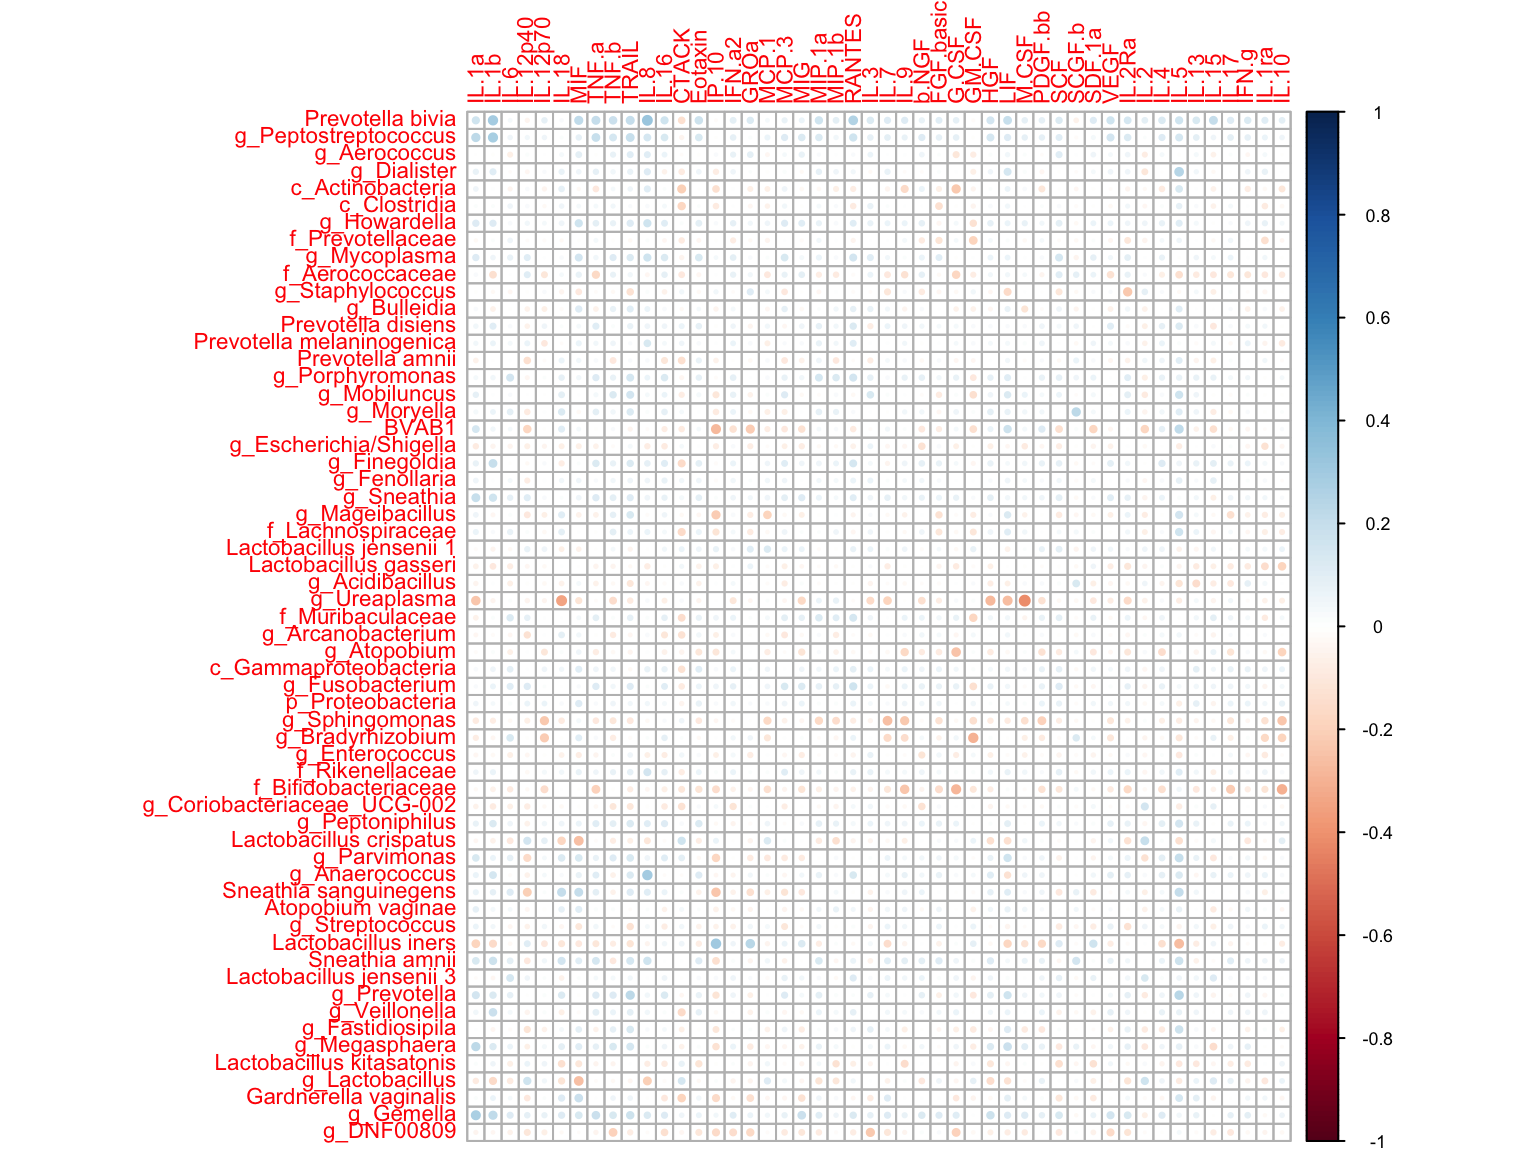 IL.1a
IL.1b
IL.6
IL.12p40
IL.12p70
IL.18
MIF
TNF.a
TNF.b
TRAIL
IL.8
IL.16
CTACK
Eotaxin
IP.10
IFN.a2
GROa
MCP.1
MCP.3
MIG
MIP.1a
MIP.1b
RANTES
IL.3
IL.7
IL.9
b.NGF
FGF.basic
G.CSF
GM.CSF
HGF
LIF
M.CSF
PDGF.bb
SCF
SCGF.b
SDF.1a
VEGF
IL.2Ra
IL.2
IL.4
IL.5
IL.13
IL.15
IL.17
IFN.g
IL.1ra
IL.10
Prevotella bivia
g_Peptostreptococcus
g_Aerococcus
g_Dialister
c_Actinobacteria
c_Clostridia
g_Howardella
f_Prevotellaceae
g_Mycoplasma
f_Aerococcaceae
g_Staphylococcus
g_Bulleidia
Prevotella disiens
Prevotella melaninogenica
Prevotella amnii
g_Porphyromonas
g_Mobiluncus
g_Moryella
BVAB1
g_Escherichia/Shigella
g_Finegoldia
g_Fenollaria
g_Sneathia
g_Mageibacillus
f_Lachnospiraceae
Lactobacillus jensenii 1
Lactobacillus gasseri
g_Acidibacillus
g_Ureaplasma
f_Muribaculaceae
g_Arcanobacterium
g_Atopobium
c_Gammaproteobacteria
g_Fusobacterium
p_Proteobacteria
g_Sphingomonas
g_Bradyrhizobium
g_Enterococcus
f_Rikenellaceae
f_Bifidobacteriaceae
g_Coriobacteriaceae_UCG-002
g_Peptoniphilus
Lactobacillus crispatus
g_Parvimonas
g_Anaerococcus
Sneathia sanguinegens
Atopobium vaginae
g_Streptococcus
Lactobacillus iners
Sneathia amnii
Lactobacillus jensenii 3
g_Prevotella
g_Veillonella
g_Fastidiosipila
g_Megasphaera
Lactobacillus kitasatonis
g_Lactobacillus
Gardnerella vaginalis
g_Gemella
g_DNF00809
1
0.8
0.6
0.4
0.2
0
-0.2
-0.4
-0.6
-0.8
-1